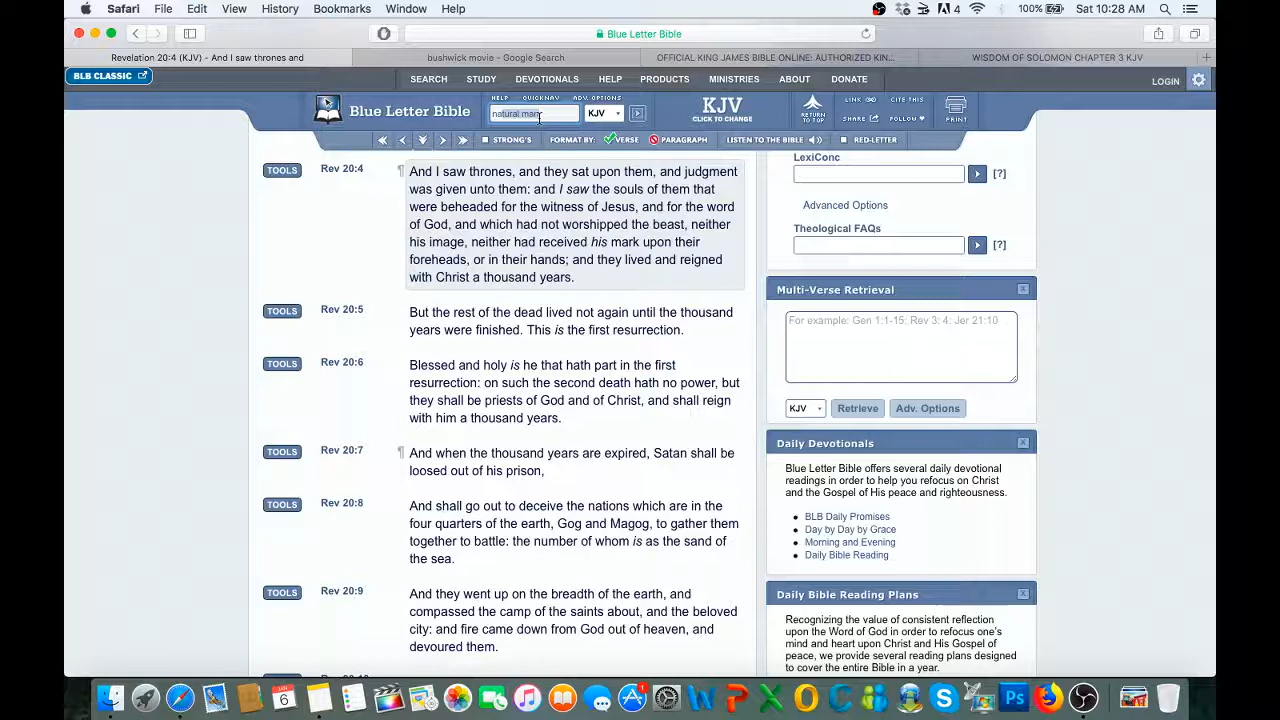 Safari File Edit View History Bookmarks Window Help
4 100% Sat 10:28 AM
Blue Letter Bible
Revelation 20:4 (KJV) - And I saw thrones and
bushwick movie - Google Search
OFFICIAL KING JAMES BIBLE ONLINE: AUTHORIZED KIN...
WISDOM OF SOLOMON CHAPTER 3 KJV
BLB CLASSIC
SEARCH STUDY DEVOTIONALS HELP PRODUCTS MINISTRIES ABOUT DONATE
LOGIN
HELP QUICKNAV ADV. OPTIONS
Blue Letter Bible
natural man
KJV
KJV
CLICK TO CHANGE
RETURN
TOP
LINK
CITE THIS
SHARE
FOLLOW
PRINT
STRONG'S FORMAT BY: VERSE PARAGRAPH LISTEN TO THE BIBLE RED-LETTER
TOOLS Rev 20:4 ¶ And I saw thrones, and they sat upon them, and judgment
was given unto them: and I saw the souls of them that
were beheaded for the witness of Jesus, and for the word
of God, and which had not worshipped the beast, neither
his image, neither had received his mark upon their
foreheads, or in their hands; and they lived and reigned
with Christ a thousand years.
TOOLS Rev 20:5 But the rest of the dead lived not again until the thousand
years were finished. This is the first resurrection.
TOOLS Rev 20:6 Blessed and holy is he that hath part in the first
resurrection: on such the second death hath no power, but
they shall be priests of God and of Christ, and shall reign
with him a thousand years.
TOOLS Rev 20:7 ¶ And when the thousand years are expired, Satan shall be
loosed out of his prison,
TOOLS Rev 20:8 And shall go out to deceive the nations which are in the
four quarters of the earth, Gog and Magog, to gather them
together to battle: the number of whom is as the sand of
the sea.
TOOLS Rev 20:9 And they went up on the breadth of the earth, and
compassed the camp of the saints about, and the beloved
city: and fire came down from God out of heaven, and
devoured them.
LexiConc
[?]
Advanced Options
Theological FAQs
[?]
Multi-Verse Retrieval
For example: Gen 1:1-15; Rev 3: 4: Jer 21:10
KJV Retrieve Adv. Options
Daily Devotionals
Blue Letter Bible offers several daily devotional
readings in order to help you refocus on Christ
and the Gospel of His peace and righteousness.
BLB Daily Promises
Day by Day by Grace
Morning and Evening
Daily Bible Reading
Daily Bible Reading Plans
Recognizing the value of consistent reflection
upon the Word of God in order to refocus one's
mind and heart upon Christ and His Gospel of
peace, we provide several reading plans designed
to cover the entire Bible in a year.